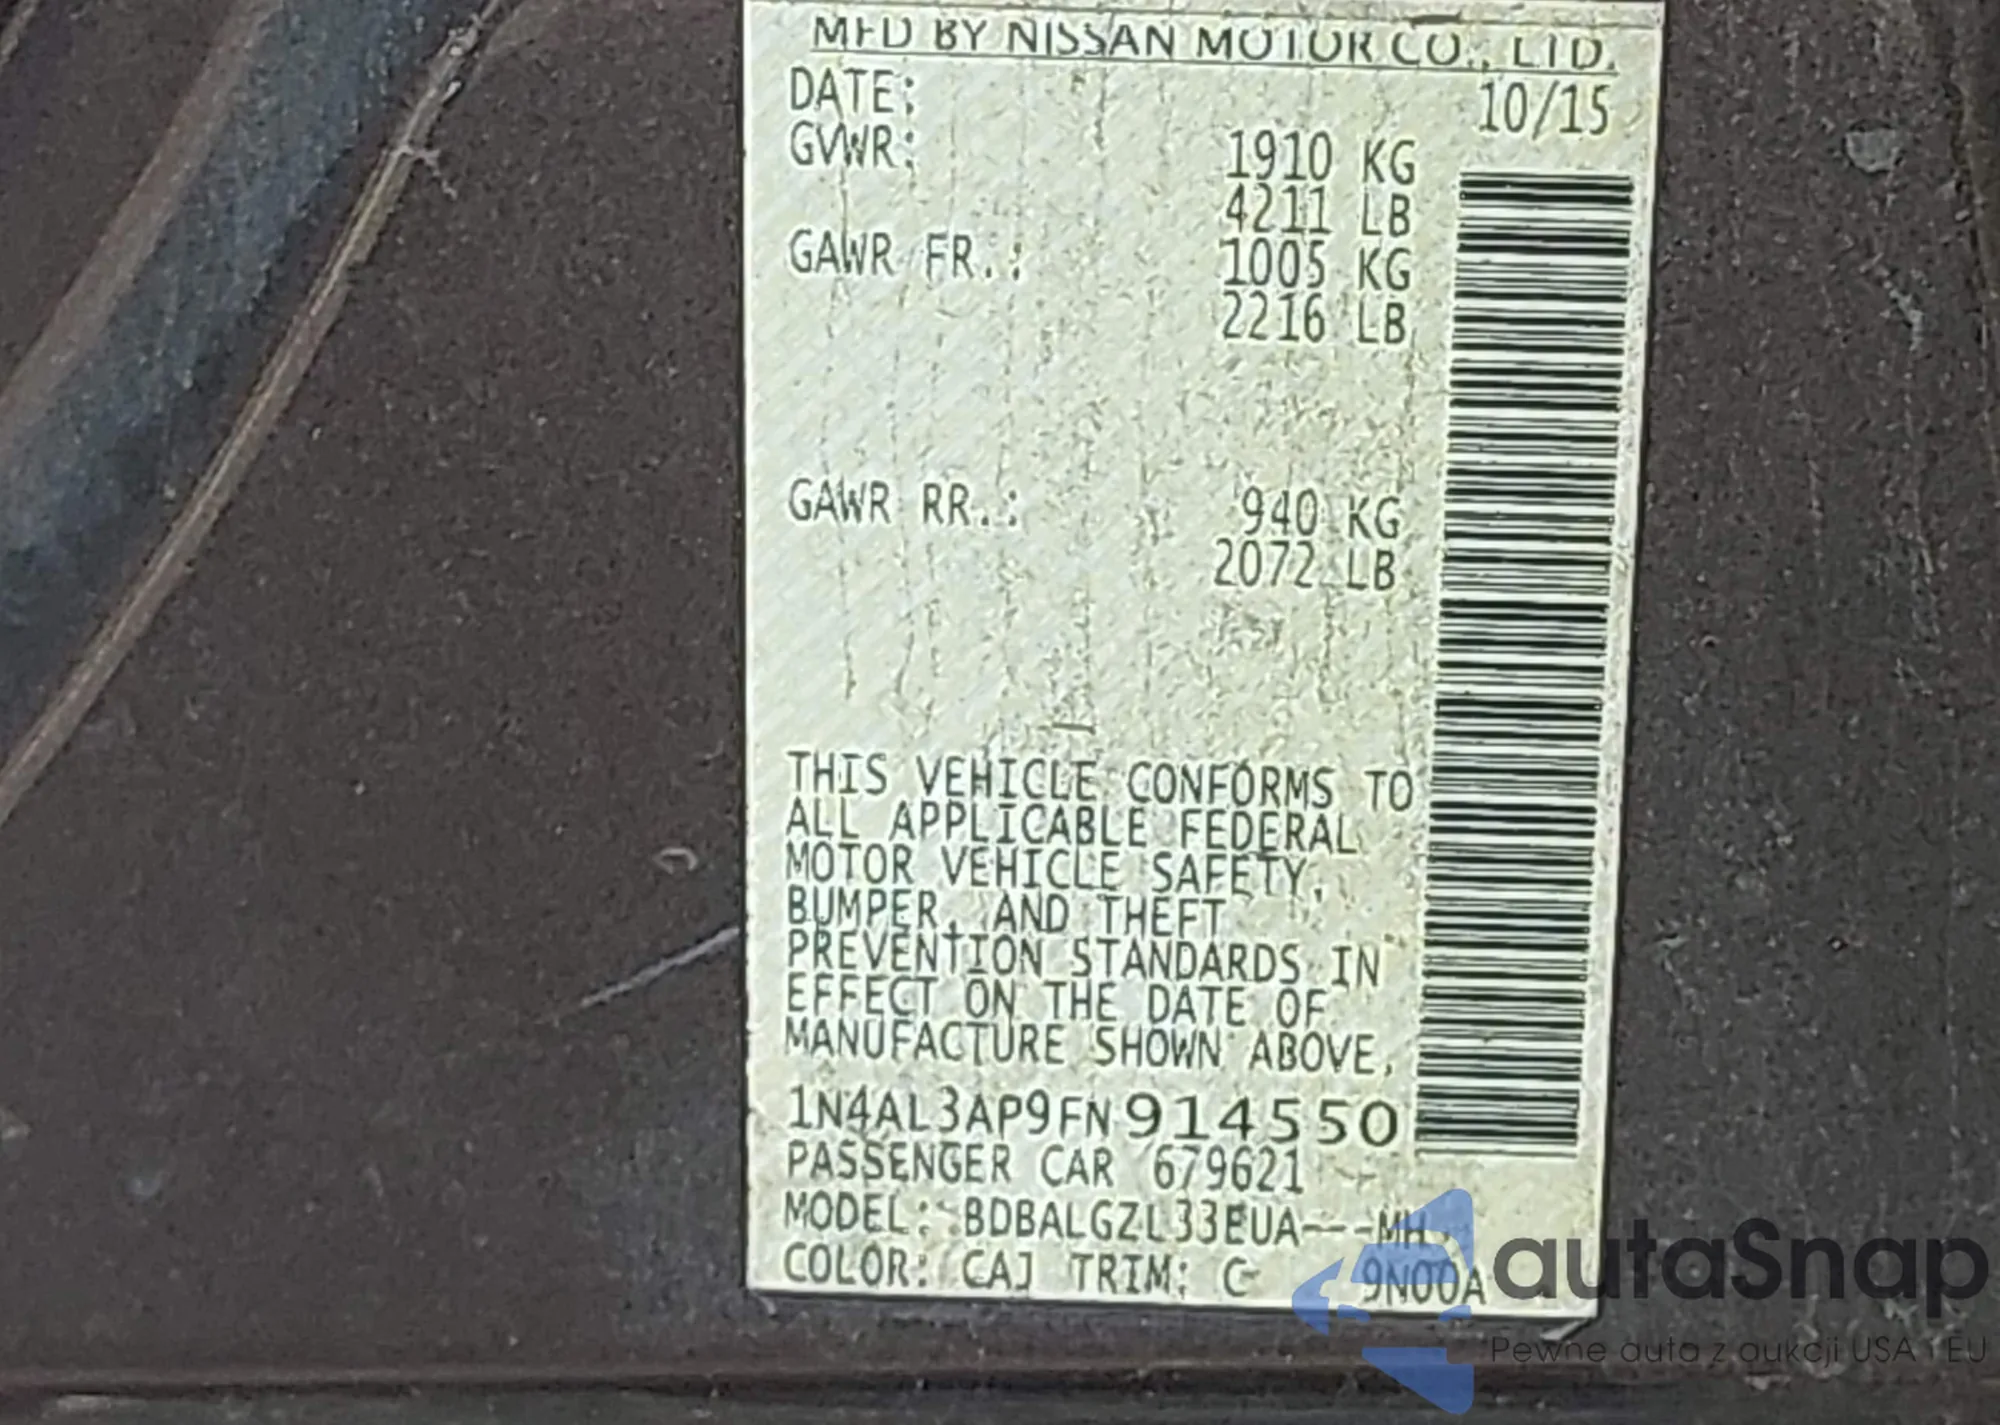 MFD BY NISSAN MOTOR CO., LTD.
DATE: 10/15
GVWR: 1910 KG
4211 LB
GAWR FR.: 1005 KG
2216 LB
GAWR RR.: 940 KG
2072 LB
THIS VEHICLE CONFORMS TO
ALL APPLICABLE FEDERAL
MOTOR VEHICLE SAFETY,
BUMPER, AND THEFT
PREVENTION STANDARDS IN
EFFECT ON THE DATE OF
MANUFACTURE SHOWN ABOVE.
1N4AL3AP9FN914550
PASSENGER CAR 679621
MODEL: BDBALGZL33EUA---MH
COLOR: CAJ TRIM: G 9N00A
autaSnap
Pewne auta z aukcji USA i EU